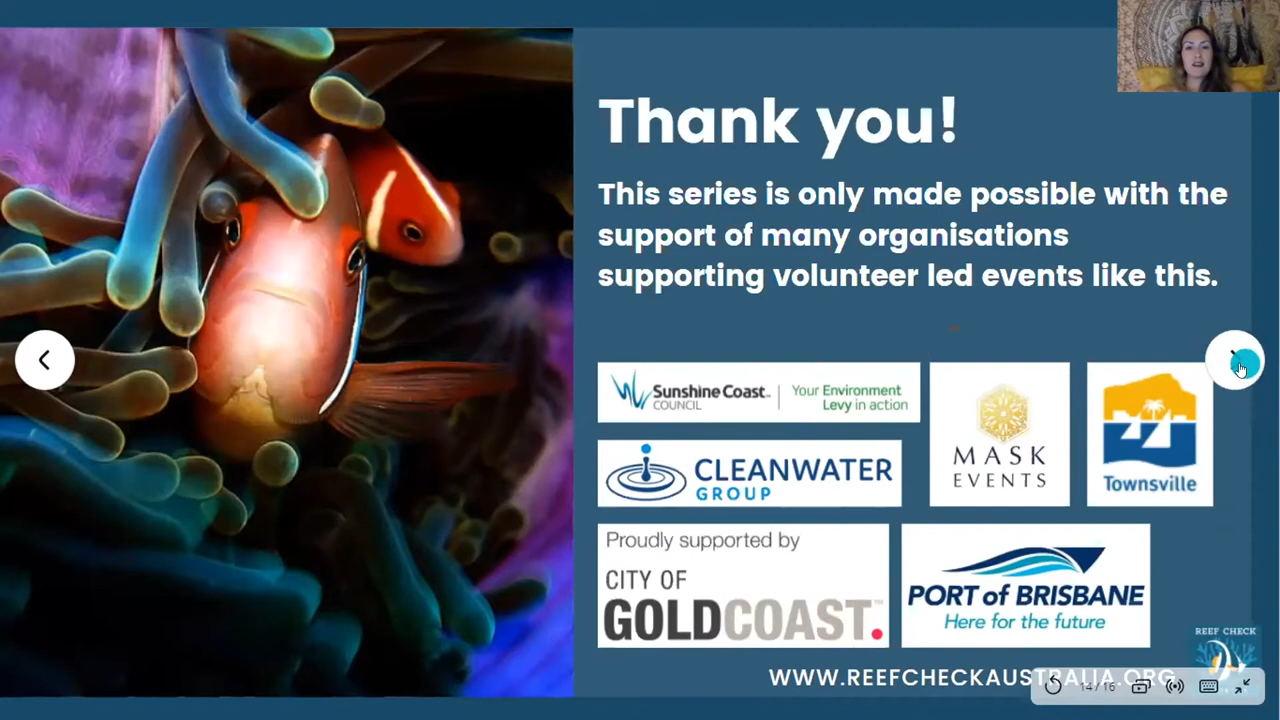 Thank you!
This series is only made possible with the
support of many organisations
supporting volunteer led events like this.
Sunshine Coast™
COUNCIL
Your Environment
Levy in action
MASK
EVENTS
Townsville
CLEANWATER
GROUP
Proudly supported by
CITY OF
GOLDCOAST.™
PORT of BRISBANE
Here for the future
REEF CHECK
WWW.REEFCHECKAUSTRALIA.ORG
14 / 16